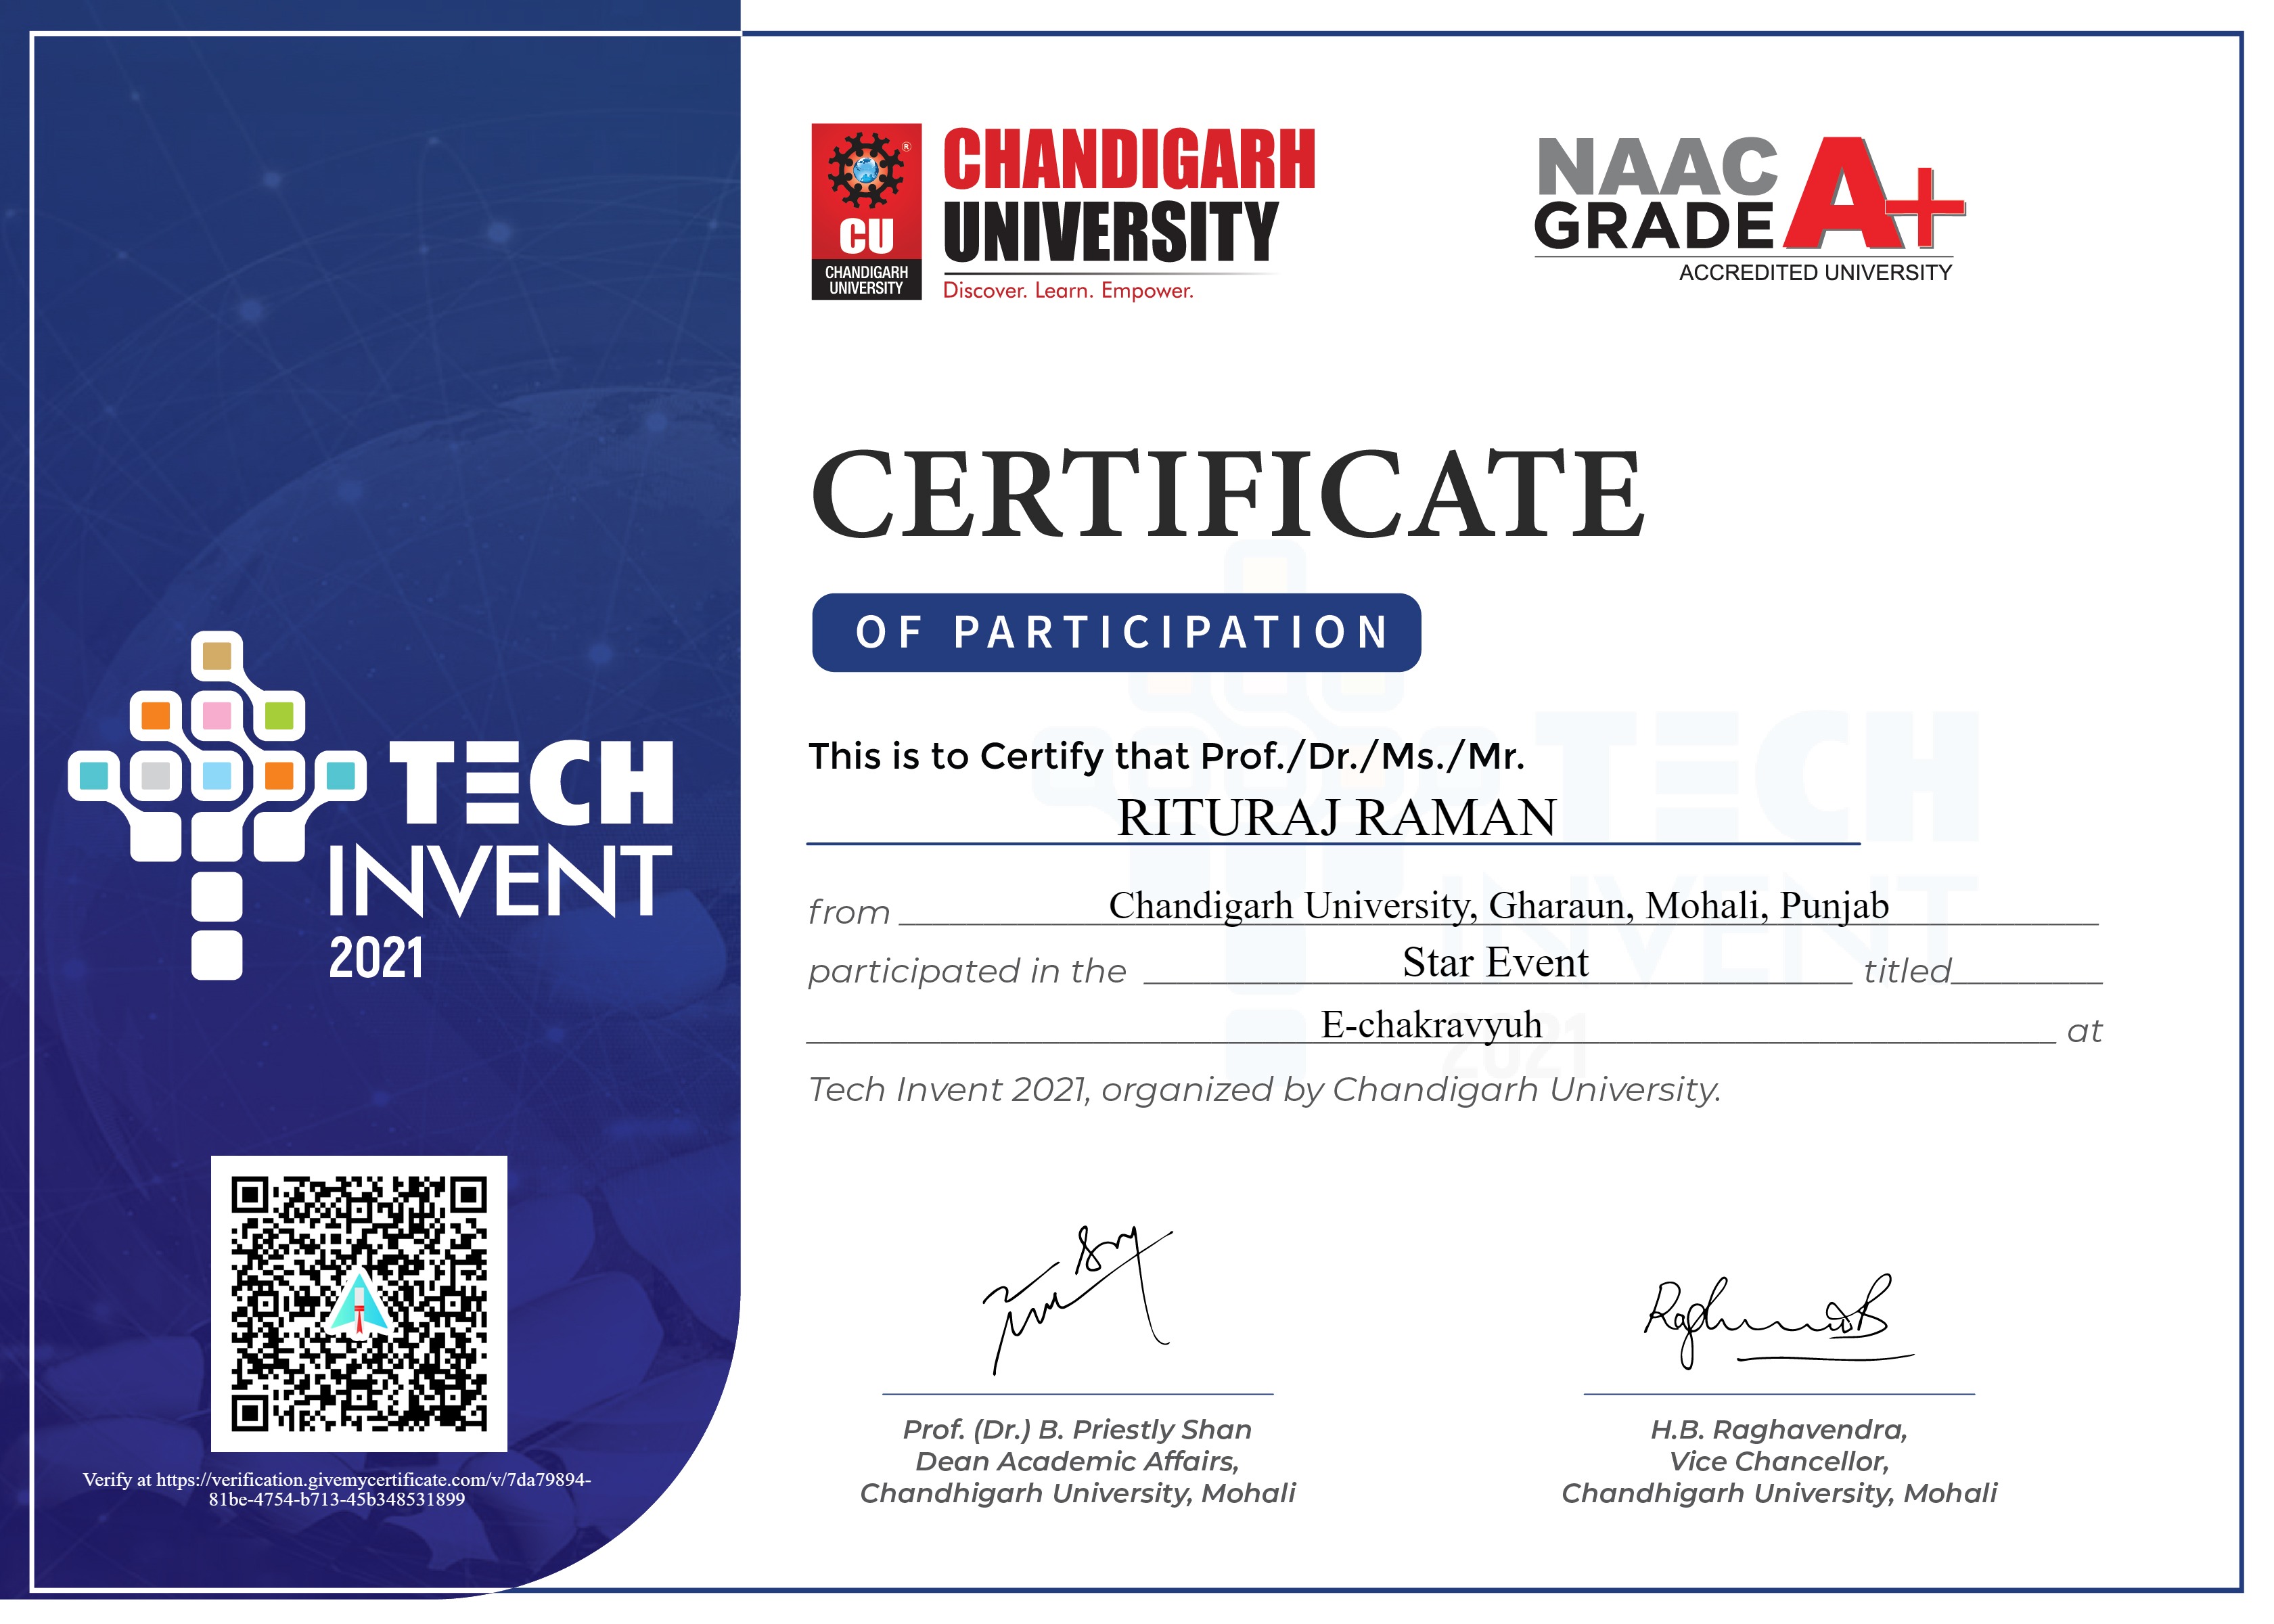 CU
CHANDIGARH
UNIVERSITY
®
CHANDIGARH
UNIVERSITY
Discover. Learn. Empower.
NAAC
GRADE A+
ACCREDITED UNIVERSITY
CERTIFICATE
OF PARTICIPATION
This is to Certify that Prof./Dr./Ms./Mr.
RITURAJ RAMAN
from Chandigarh University, Gharaun, Mohali, Punjab
participated in the Star Event titled
E-chakravyuh at
Tech Invent 2021, organized by Chandigarh University.
TECH
INVENT
2021
TECH
INVENT
2021
Verify at https://verification.givemycertificate.com/v/7da79894-
81be-4754-b713-45b348531899
Prof. (Dr.) B. Priestly Shan
Dean Academic Affairs,
Chandhigarh University, Mohali
H.B. Raghavendra,
Vice Chancellor,
Chandhigarh University, Mohali